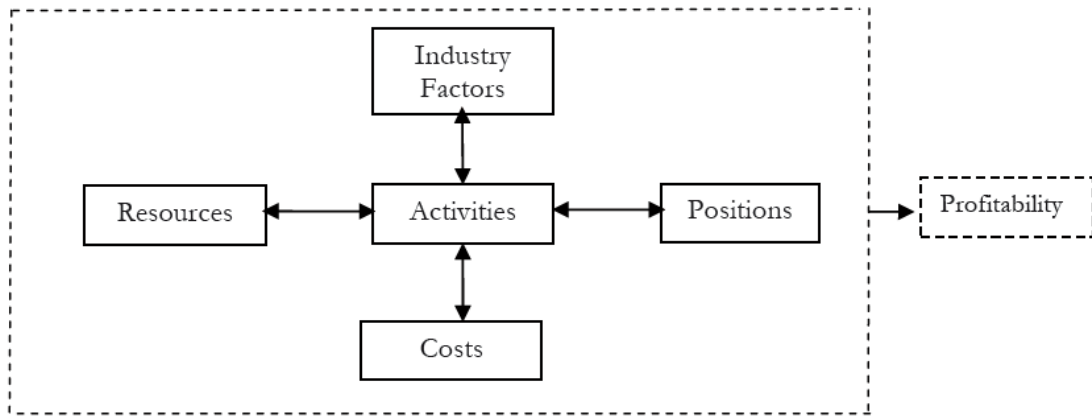 Industry
Factors
Resources
Activities
Positions
Profitability
Costs